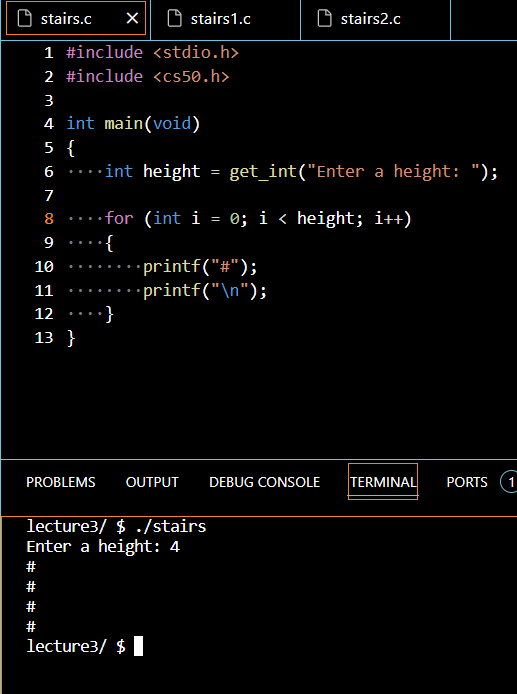 stairs.c × stairs1.c stairs2.c
1 #include <stdio.h>
2 #include <cs50.h>
3
4 int main(void)
5 {
6 ····int height = get_int("Enter a height: ");
7
8 ····for (int i = 0; i < height; i++)
9 ····{
10 ········printf("#");
11 ········printf("\n");
12 ····}
13 }
PROBLEMS OUTPUT DEBUG CONSOLE TERMINAL PORTS 1
lecture3/ $ ./stairs
Enter a height: 4
#
#
#
#
lecture3/ $